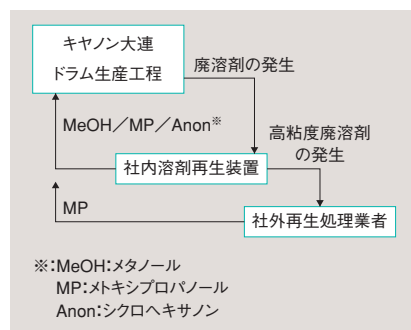 キヤノン大連
ドラム生産工程
廃溶剤の発生
MeOH／MP／Anon※
高粘度廃溶剤
の発生
社内溶剤再生装置
MP
社外再生処理業者
※：MeOH：メタノール
MP：メトキシプロパノール
Anon：シクロヘキサノン